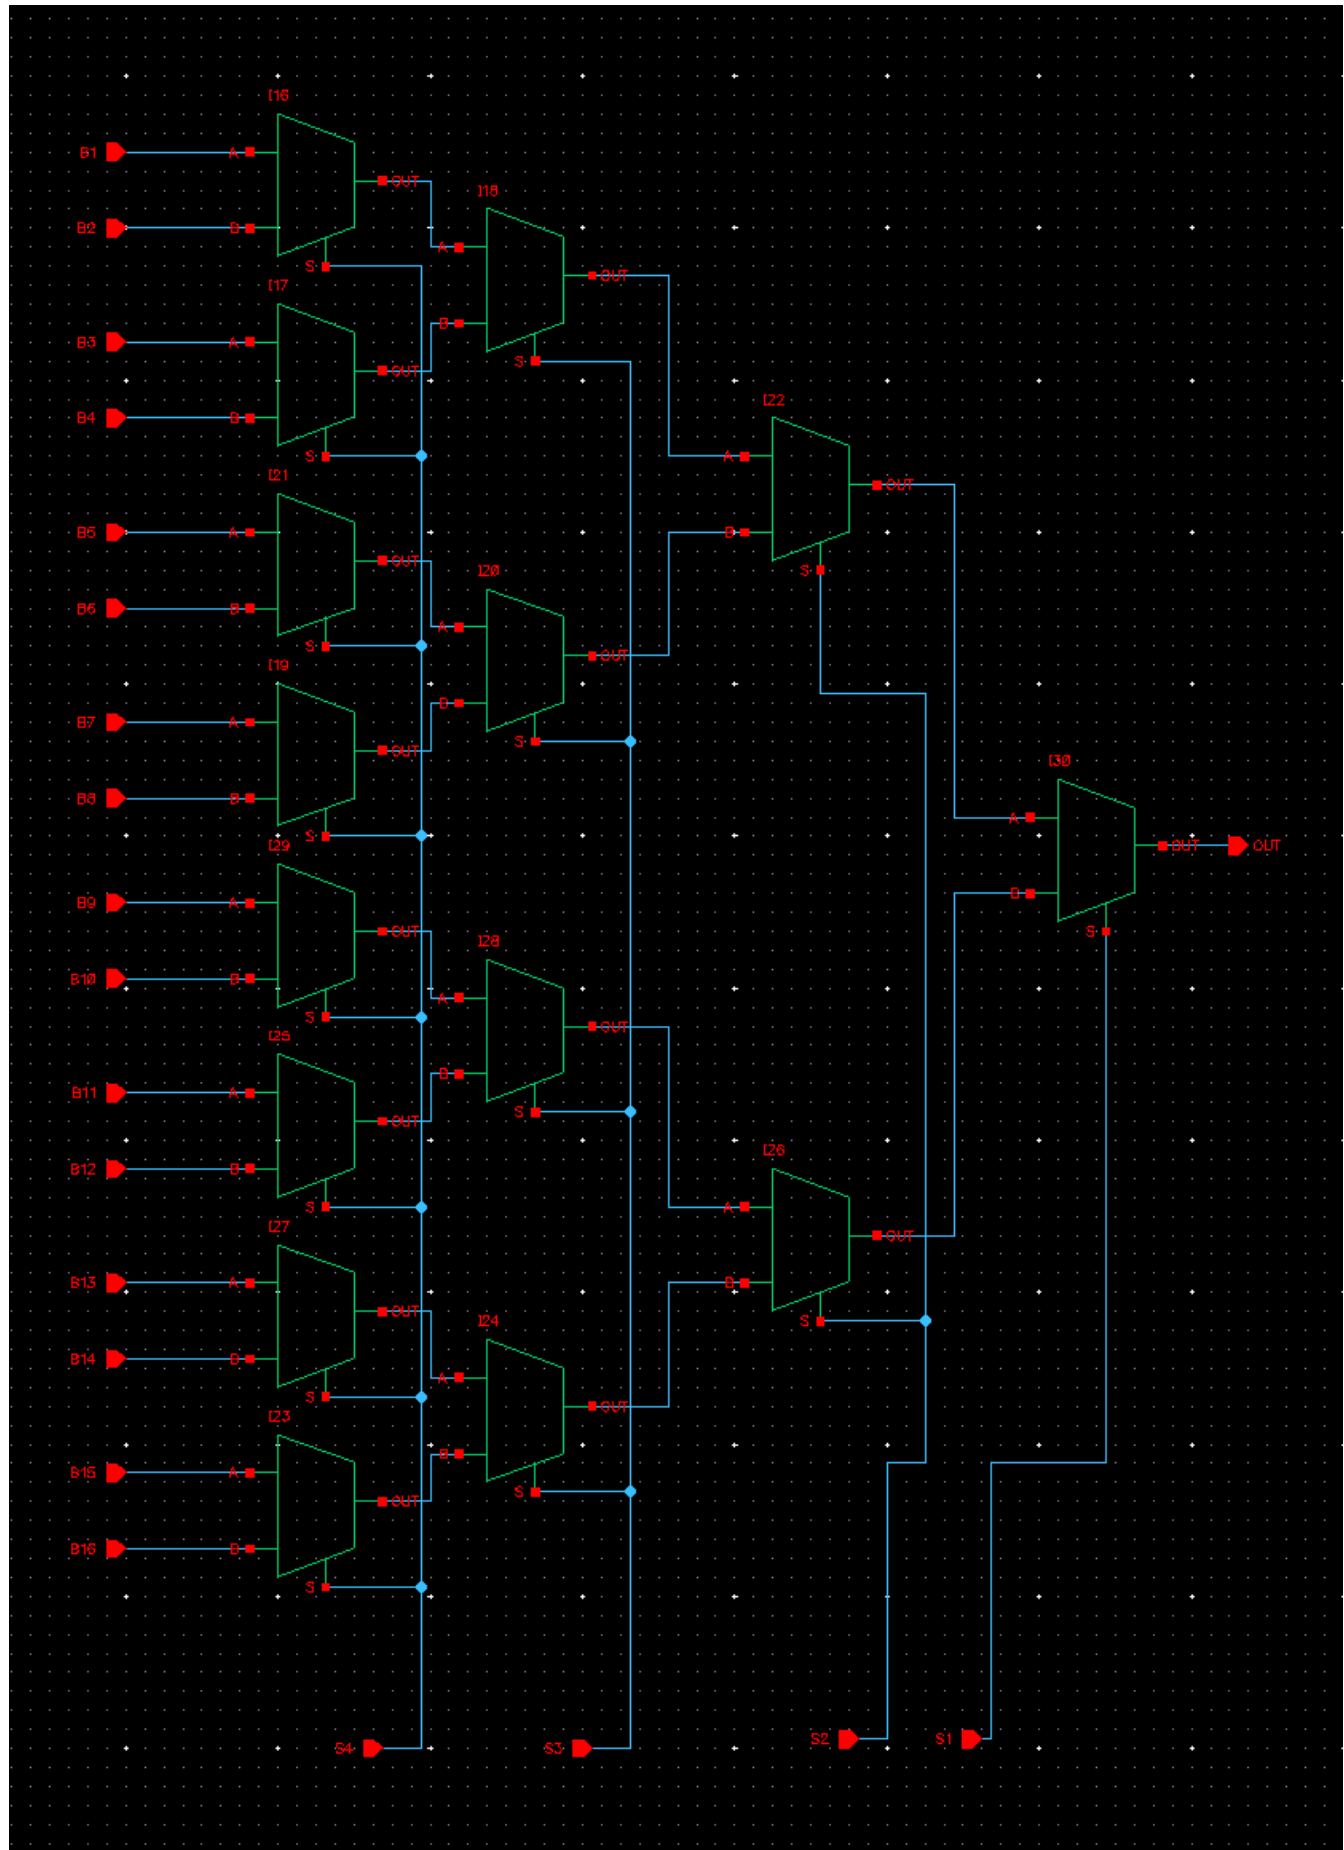 I16
B1 A
OUT
I18
B2 B
A
S
OUT
I17
B
B3 A
S
OUT
I22
B4 B
A
S
I21
OUT
B5 A
B
OUT
S
I20
B6 B
A
S
OUT
I19
B
B7 A
S
OUT
I30
B8 B
A
S
I29
OUT OUT
B9 A
B
OUT
S
I28
B10 B
A
S
OUT
I25
B
B11 A
S
OUT
I26
B12 B
A
S
I27
OUT
B13 A
B
OUT
S
I24
B14 B
A
S
OUT
I23
B
B15 A
S
OUT
B16 B
S
S2 S1
S4 S3